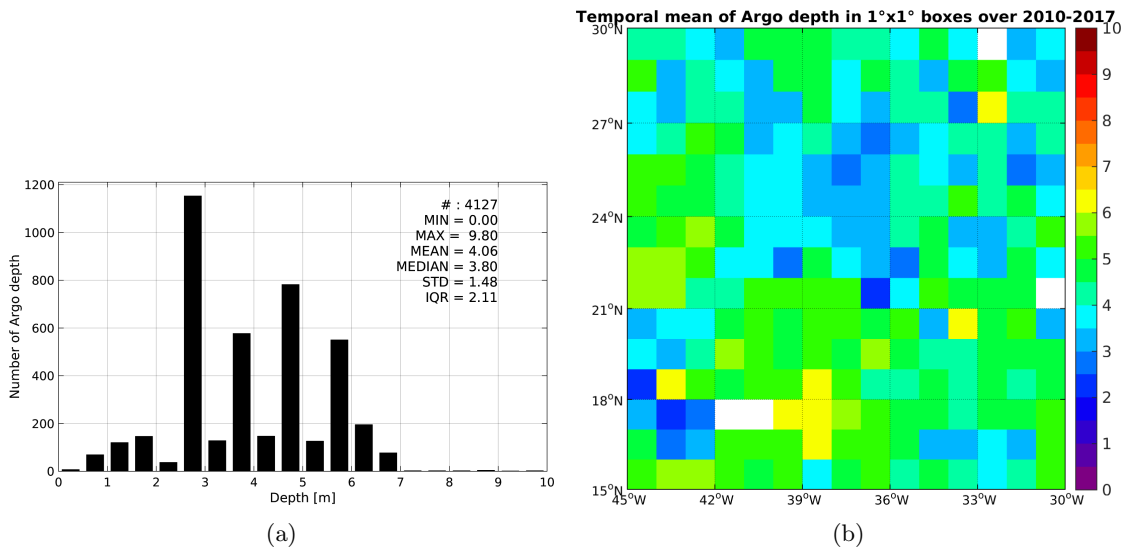 1200
1000
800
600
400
200
0
Number of Argo depth
0 1 2 3 4 5 6 7 8 9 10
Depth [m]
# : 4127
MIN = 0.00
MAX = 9.80
MEAN = 4.06
MEDIAN = 3.80
STD = 1.48
IQR = 2.11
(a)
Temporal mean of Argo depth in 1°x1° boxes over 2010-2017
30°N
27°N
24°N
21°N
18°N
15°N
45°W 42°W 39°W 36°W 33°W 30°W
10
9
8
7
6
5
4
3
2
1
0
(b)